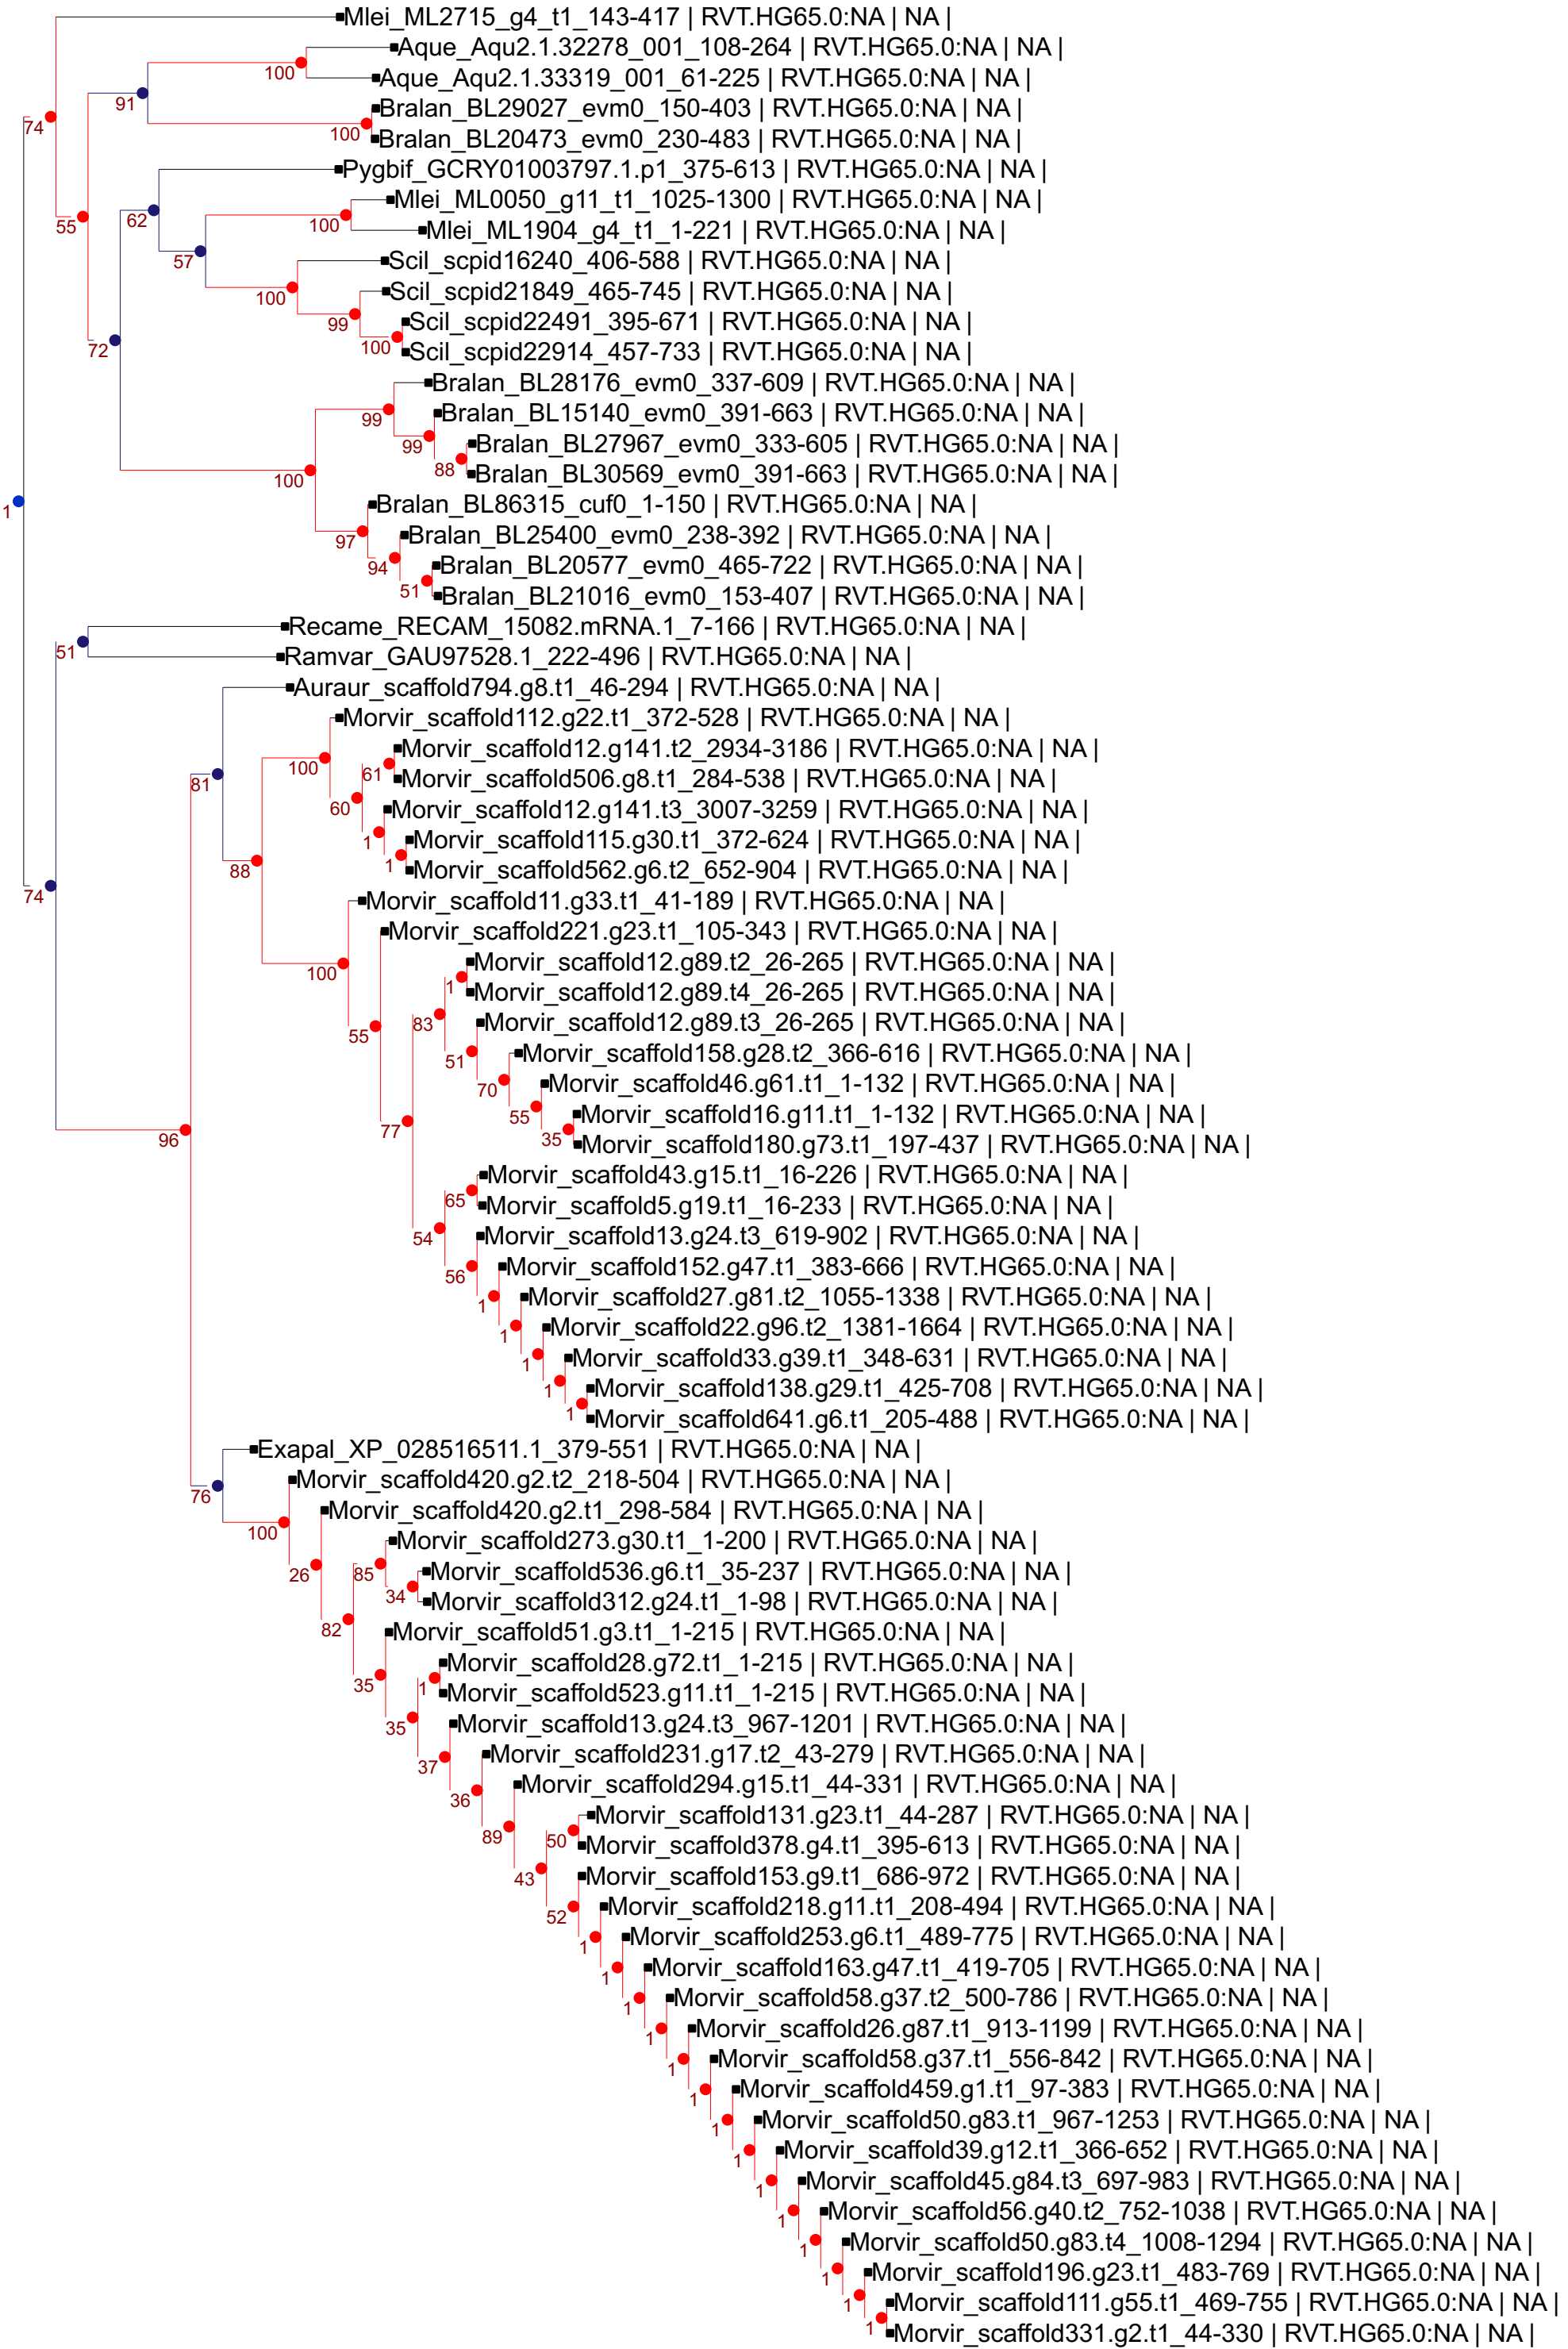 Mlei_ML2715_g4_t1_143-417 | RVT.HG65.0:NA | NA |
Aque_Aqu2.1.32278_001_108-264 | RVT.HG65.0:NA | NA |
100
Aque_Aqu2.1.33319_001_61-225 | RVT.HG65.0:NA | NA |
91
Bralan_BL29027_evm0_150-403 | RVT.HG65.0:NA | NA |
74
100
Bralan_BL20473_evm0_230-483 | RVT.HG65.0:NA | NA |
Pygbif_GCRY01003797.1.p1_375-613 | RVT.HG65.0:NA | NA |
Mlei_ML0050_g11_t1_1025-1300 | RVT.HG65.0:NA | NA |
55
62
100
Mlei_ML1904_g4_t1_1-221 | RVT.HG65.0:NA | NA |
57
Scil_scpid16240_406-588 | RVT.HG65.0:NA | NA |
100
Scil_scpid21849_465-745 | RVT.HG65.0:NA | NA |
99
Scil_scpid22491_395-671 | RVT.HG65.0:NA | NA |
72
100
Scil_scpid22914_457-733 | RVT.HG65.0:NA | NA |
Bralan_BL28176_evm0_337-609 | RVT.HG65.0:NA | NA |
99
Bralan_BL15140_evm0_391-663 | RVT.HG65.0:NA | NA |
99
Bralan_BL27967_evm0_333-605 | RVT.HG65.0:NA | NA |
88
Bralan_BL30569_evm0_391-663 | RVT.HG65.0:NA | NA |
100
Bralan_BL86315_cuf0_1-150 | RVT.HG65.0:NA | NA |
1
97
Bralan_BL25400_evm0_238-392 | RVT.HG65.0:NA | NA |
94
Bralan_BL20577_evm0_465-722 | RVT.HG65.0:NA | NA |
51
Bralan_BL21016_evm0_153-407 | RVT.HG65.0:NA | NA |
Recame_RECAM_15082.mRNA.1_7-166 | RVT.HG65.0:NA | NA |
51
Ramvar_GAU97528.1_222-496 | RVT.HG65.0:NA | NA |
Auraur_scaffold794.g8.t1_46-294 | RVT.HG65.0:NA | NA |
Morvir_scaffold112.g22.t1_372-528 | RVT.HG65.0:NA | NA |
Morvir_scaffold12.g141.t2_2934-3186 | RVT.HG65.0:NA | NA |
100
61
Morvir_scaffold506.g8.t1_284-538 | RVT.HG65.0:NA | NA |
81
60
Morvir_scaffold12.g141.t3_3007-3259 | RVT.HG65.0:NA | NA |
1
Morvir_scaffold115.g30.t1_372-624 | RVT.HG65.0:NA | NA |
1
Morvir_scaffold562.g6.t2_652-904 | RVT.HG65.0:NA | NA |
88
74
Morvir_scaffold11.g33.t1_41-189 | RVT.HG65.0:NA | NA |
Morvir_scaffold221.g23.t1_105-343 | RVT.HG65.0:NA | NA |
Morvir_scaffold12.g89.t2_26-265 | RVT.HG65.0:NA | NA |
100
1
Morvir_scaffold12.g89.t4_26-265 | RVT.HG65.0:NA | NA |
83
Morvir_scaffold12.g89.t3_26-265 | RVT.HG65.0:NA | NA |
55
51
Morvir_scaffold158.g28.t2_366-616 | RVT.HG65.0:NA | NA |
70
Morvir_scaffold46.g61.t1_1-132 | RVT.HG65.0:NA | NA |
55
Morvir_scaffold16.g11.t1_1-132 | RVT.HG65.0:NA | NA |
96
77
35
Morvir_scaffold180.g73.t1_197-437 | RVT.HG65.0:NA | NA |
Morvir_scaffold43.g15.t1_16-226 | RVT.HG65.0:NA | NA |
65
Morvir_scaffold5.g19.t1_16-233 | RVT.HG65.0:NA | NA |
54
Morvir_scaffold13.g24.t3_619-902 | RVT.HG65.0:NA | NA |
56
Morvir_scaffold152.g47.t1_383-666 | RVT.HG65.0:NA | NA |
1
Morvir_scaffold27.g81.t2_1055-1338 | RVT.HG65.0:NA | NA |
1
Morvir_scaffold22.g96.t2_1381-1664 | RVT.HG65.0:NA | NA |
1
Morvir_scaffold33.g39.t1_348-631 | RVT.HG65.0:NA | NA |
1
Morvir_scaffold138.g29.t1_425-708 | RVT.HG65.0:NA | NA |
1
Morvir_scaffold641.g6.t1_205-488 | RVT.HG65.0:NA | NA |
Exapal_XP_028516511.1_379-551 | RVT.HG65.0:NA | NA |
76
Morvir_scaffold420.g2.t2_218-504 | RVT.HG65.0:NA | NA |
Morvir_scaffold420.g2.t1_298-584 | RVT.HG65.0:NA | NA |
100
Morvir_scaffold273.g30.t1_1-200 | RVT.HG65.0:NA | NA |
26
85
Morvir_scaffold536.g6.t1_35-237 | RVT.HG65.0:NA | NA |
34
Morvir_scaffold312.g24.t1_1-98 | RVT.HG65.0:NA | NA |
82
Morvir_scaffold51.g3.t1_1-215 | RVT.HG65.0:NA | NA |
Morvir_scaffold28.g72.t1_1-215 | RVT.HG65.0:NA | NA |
35
1
Morvir_scaffold523.g11.t1_1-215 | RVT.HG65.0:NA | NA |
35
Morvir_scaffold13.g24.t3_967-1201 | RVT.HG65.0:NA | NA |
37
Morvir_scaffold231.g17.t2_43-279 | RVT.HG65.0:NA | NA |
36
Morvir_scaffold294.g15.t1_44-331 | RVT.HG65.0:NA | NA |
Morvir_scaffold131.g23.t1_44-287 | RVT.HG65.0:NA | NA |
89
50
Morvir_scaffold378.g4.t1_395-613 | RVT.HG65.0:NA | NA |
43
Morvir_scaffold153.g9.t1_686-972 | RVT.HG65.0:NA | NA |
52
Morvir_scaffold218.g11.t1_208-494 | RVT.HG65.0:NA | NA |
1
Morvir_scaffold253.g6.t1_489-775 | RVT.HG65.0:NA | NA |
1
Morvir_scaffold163.g47.t1_419-705 | RVT.HG65.0:NA | NA |
1
Morvir_scaffold58.g37.t2_500-786 | RVT.HG65.0:NA | NA |
1
Morvir_scaffold26.g87.t1_913-1199 | RVT.HG65.0:NA | NA |
1
Morvir_scaffold58.g37.t1_556-842 | RVT.HG65.0:NA | NA |
1
Morvir_scaffold459.g1.t1_97-383 | RVT.HG65.0:NA | NA |
1
Morvir_scaffold50.g83.t1_967-1253 | RVT.HG65.0:NA | NA |
1
Morvir_scaffold39.g12.t1_366-652 | RVT.HG65.0:NA | NA |
1
Morvir_scaffold45.g84.t3_697-983 | RVT.HG65.0:NA | NA |
1
Morvir_scaffold56.g40.t2_752-1038 | RVT.HG65.0:NA | NA |
1
Morvir_scaffold50.g83.t4_1008-1294 | RVT.HG65.0:NA | NA |
1
Morvir_scaffold196.g23.t1_483-769 | RVT.HG65.0:NA | NA |
1
Morvir_scaffold111.g55.t1_469-755 | RVT.HG65.0:NA | NA |
1
Morvir_scaffold331.g2.t1_44-330 | RVT.HG65.0:NA | NA |